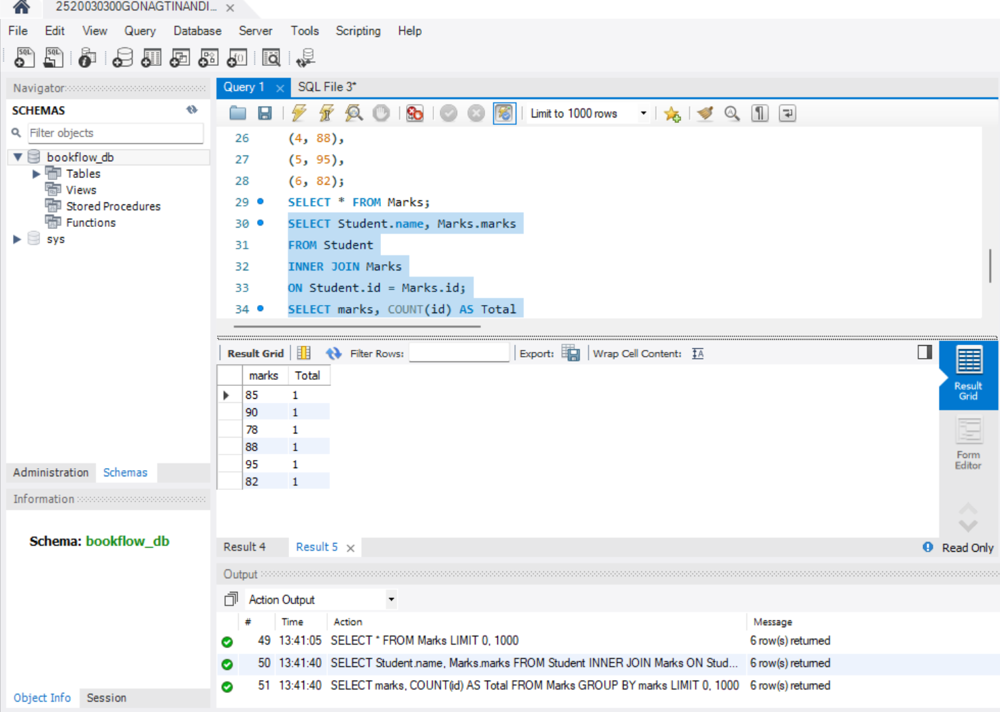 2520030300GONAGTINANDI...
File Edit View Query Database Server Tools Scripting Help
Navigator
SCHEMAS
Filter objects
bookflow_db
Tables
Views
Stored Procedures
Functions
sys
Administration Schemas
Information
Schema: bookflow_db
Object Info Session
Query 1 SQL File 3*
Limit to 1000 rows
26 (4, 88),
27 (5, 95),
28 (6, 82);
29 SELECT * FROM Marks;
30 SELECT Student.name, Marks.marks
31 FROM Student
32 INNER JOIN Marks
33 ON Student.id = Marks.id;
34 SELECT marks, COUNT(id) AS Total
Result Grid Filter Rows: Export: Wrap Cell Content:
marks Total
85 1
90 1
78 1
88 1
95 1
82 1
Result
Grid
Form
Editor
Result 4 Result 5 Read Only
Output
Action Output
# Time Action Message
49 13:41:05 SELECT * FROM Marks LIMIT 0, 1000 6 row(s) returned
50 13:41:40 SELECT Student.name, Marks.marks FROM Student INNER JOIN Marks ON Stud... 6 row(s) returned
51 13:41:40 SELECT marks, COUNT(id) AS Total FROM Marks GROUP BY marks LIMIT 0, 1000 6 row(s) returned